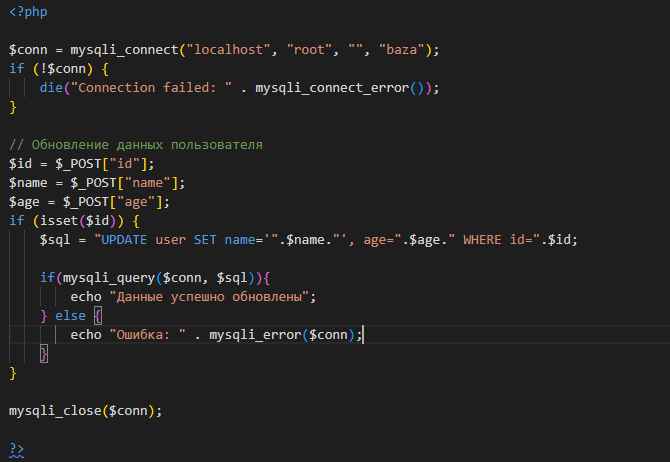 <?php
$conn = mysqli_connect("localhost", "root", "", "baza");
if (!$conn) {
die("Connection failed: " . mysqli_connect_error());
}
// Обновление данных пользователя
$id = $_POST["id"];
$name = $_POST["name"];
$age = $_POST["age"];
if (isset($id)) {
$sql = "UPDATE user SET name='".$name."', age=".$age." WHERE id=".$id;
if(mysqli_query($conn, $sql)){
echo "Данные успешно обновлены";
} else {
echo "Ошибка: " . mysqli_error($conn);
}
}
mysqli_close($conn);
?>